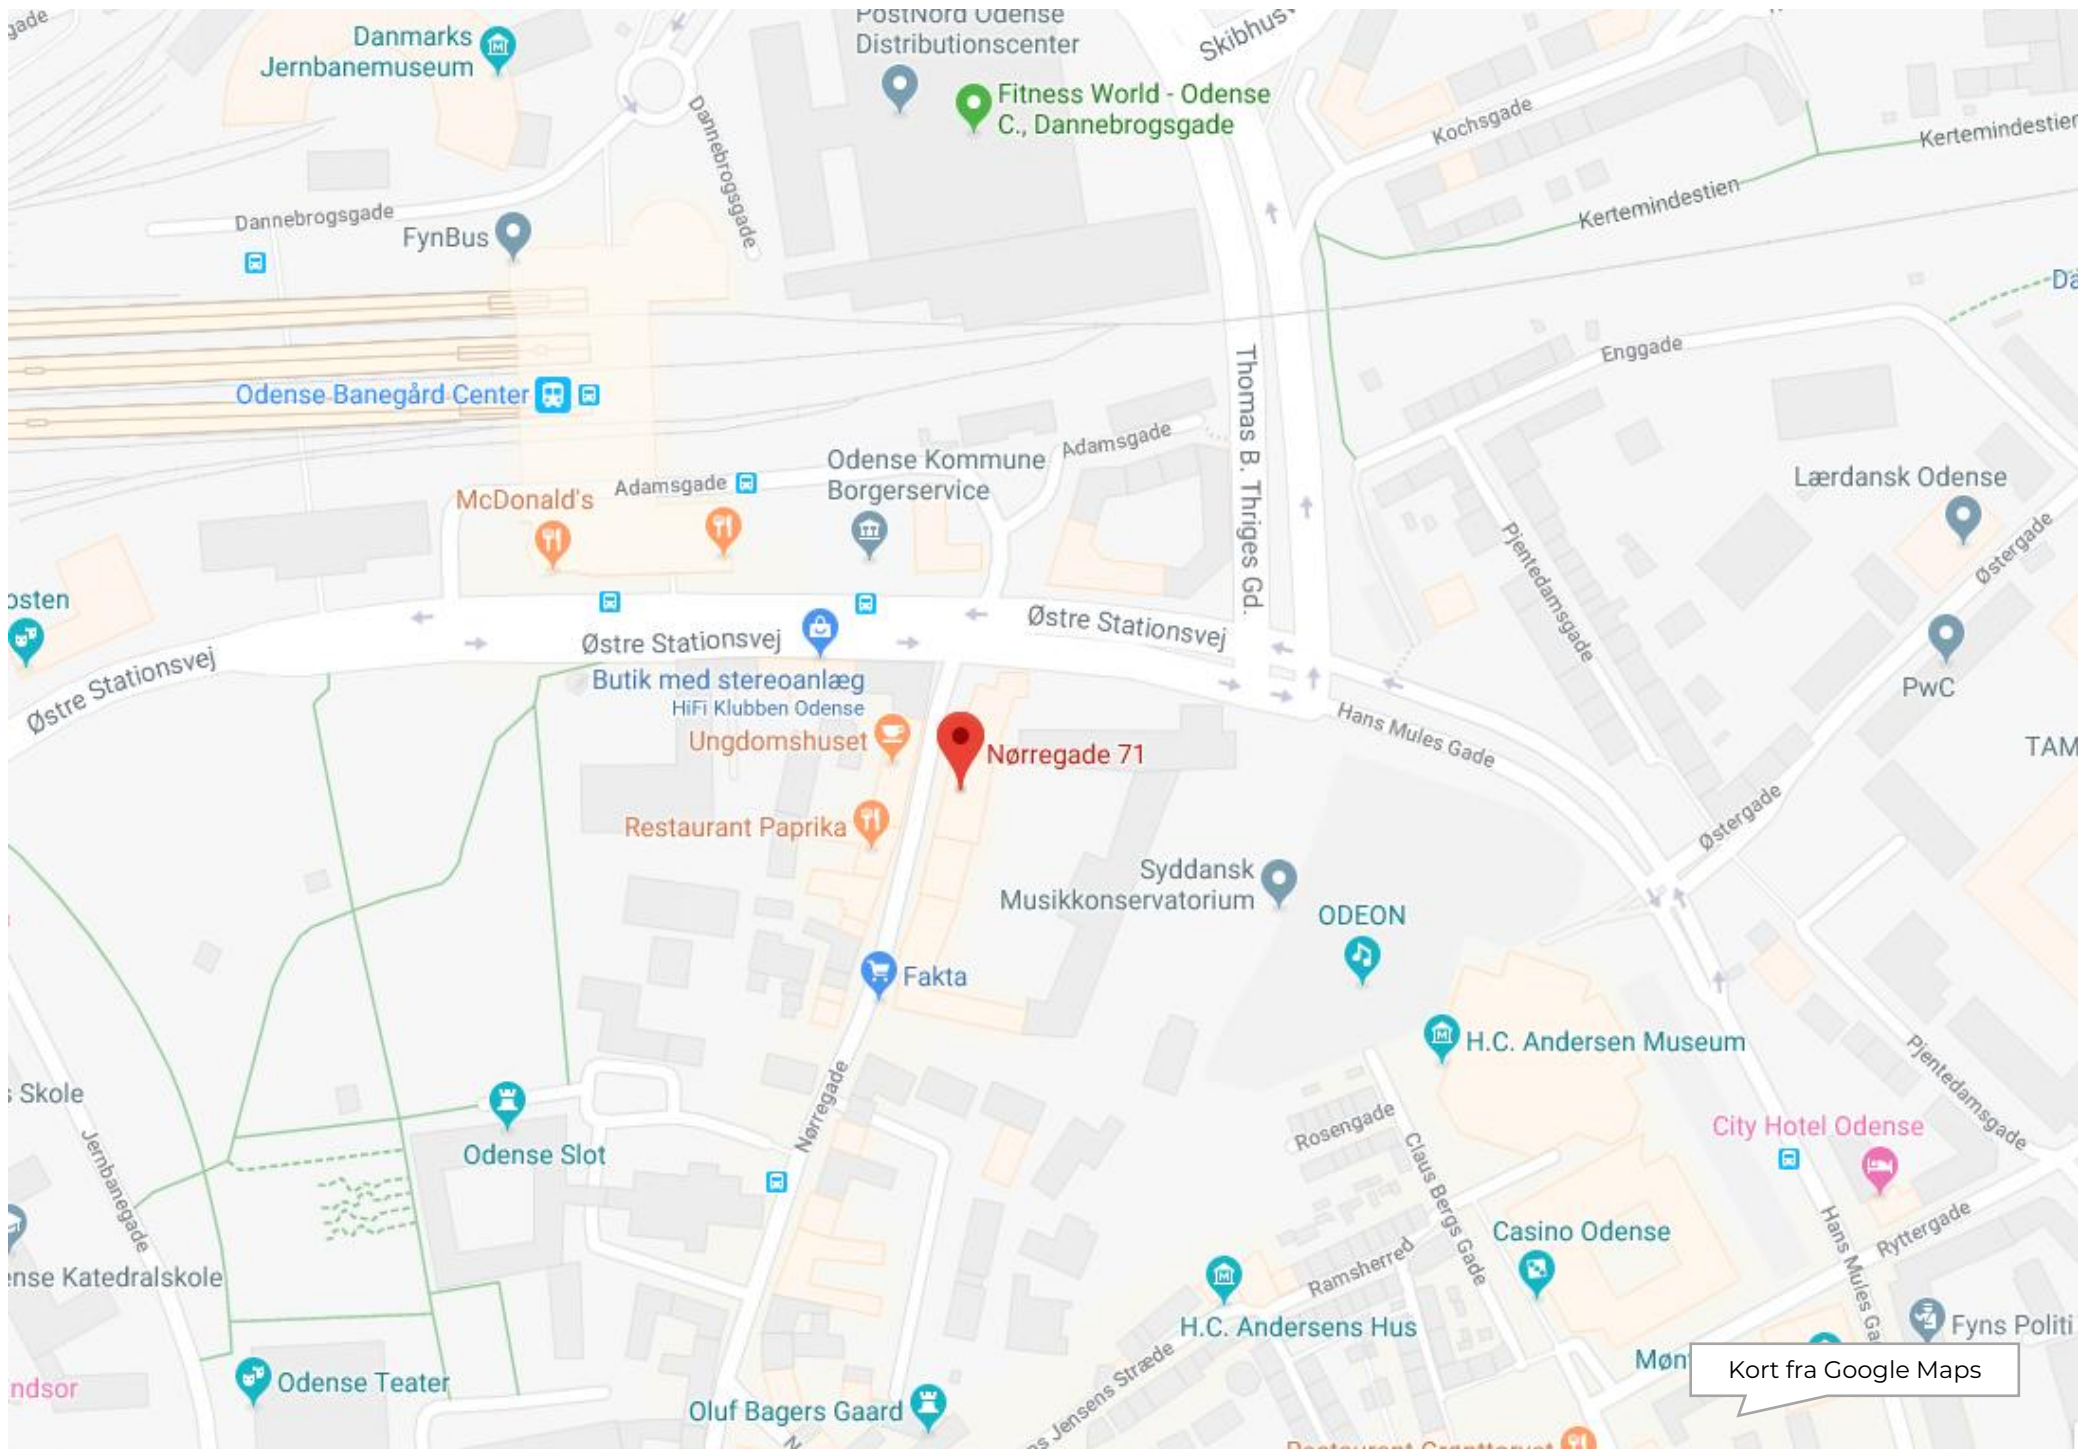 gade
Danmarks
Jernbanemuseum
PostNord Odense
Distributionscenter
Fitness World - Odense
C., Dannebrogsgade
Kochsgade
Kertemindestien
Kertemindestien
Dannebrogsgade
Dannebrogsgade
FynBus
Enggade
Odense Banegård Center
Thomas B. Thriges Gd.
Adamsgade
Adamsgade
Odense Kommune
Borgerservice
McDonald's
Lærdansk Odense
Østergade
Pjentedamsgade
Østre Stationsvej
Østre Stationsvej
Østre Stationsvej
Butik med stereoanlæg
HiFi Klubben Odense
PwC
Hans Mules Gade
Ungdomshuset
Nørregade 71
TAM
Restaurant Paprika
Østergade
Syddansk
Musikkonservatorium
ODEON
Fakta
H.C. Andersen Museum
Skole
Nørregade
Pjentedamsgade
Rosengade
City Hotel Odense
Jernbanegade
Odense Slot
Claus Bergs Gade
Casino Odense
Ryttergade
Ramsherred
Hans Mules Ga
ense Katedralskole
H.C. Andersens Hus
Fyns Politi
Møn
Kort fra Google Maps
ndsor
Odense Teater
Oluf Bagers Gaard
s Jensens Stræde